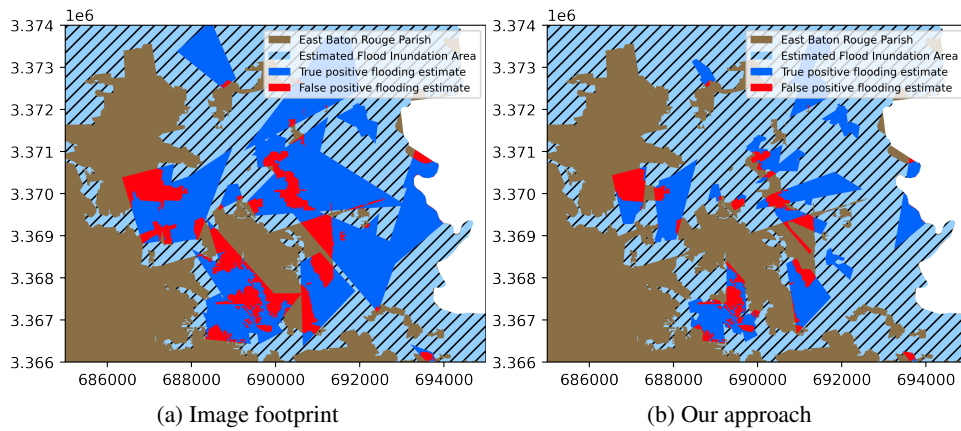 1e6
3.374
3.373
3.372
3.371
3.370
3.369
3.368
3.367
3.366
686000 688000 690000 692000 694000
East Baton Rouge Parish
Estimated Flood Inundation Area
True positive flooding estimate
False positive flooding estimate
(a) Image footprint
1e6
3.374
3.373
3.372
3.371
3.370
3.369
3.368
3.367
3.366
686000 688000 690000 692000 694000
East Baton Rouge Parish
Estimated Flood Inundation Area
True positive flooding estimate
False positive flooding estimate
(b) Our approach